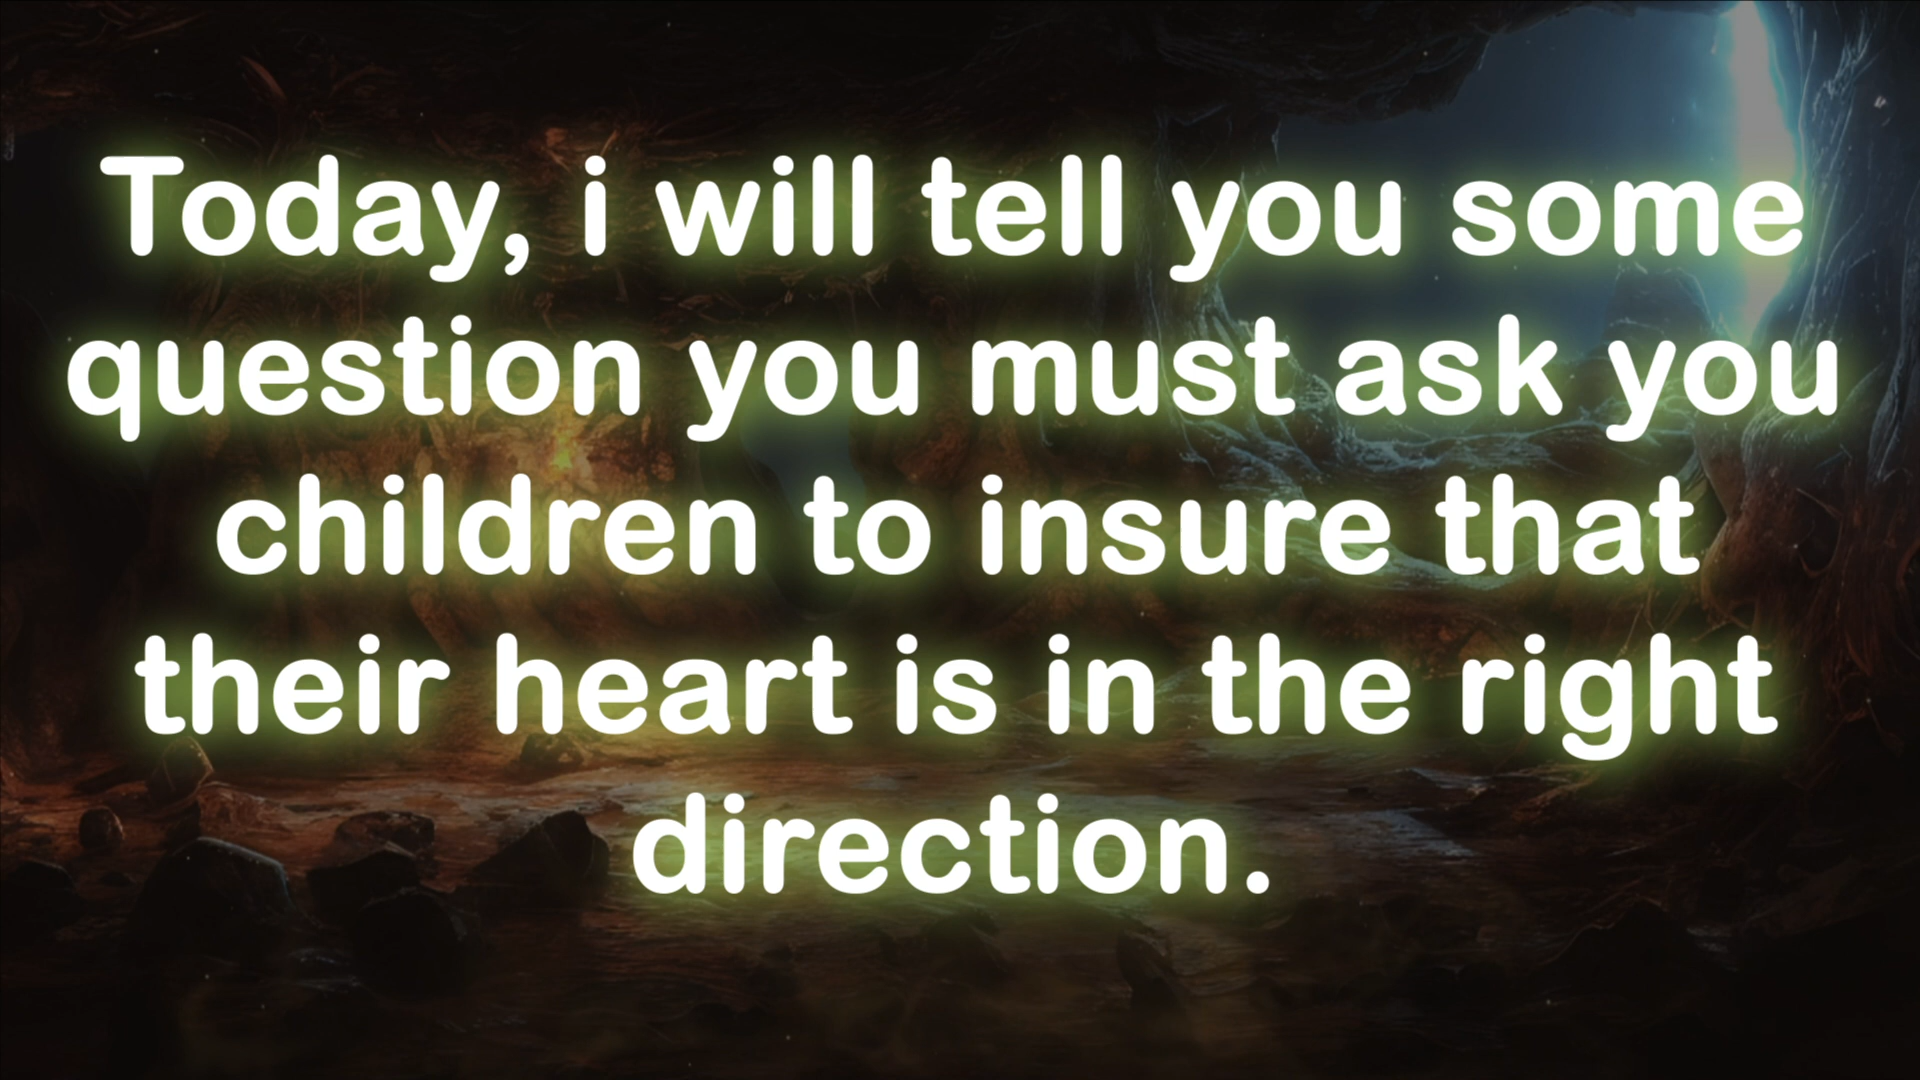 Today, i will tell you some
question you must ask you
children to insure that
their heart is in the right
direction.